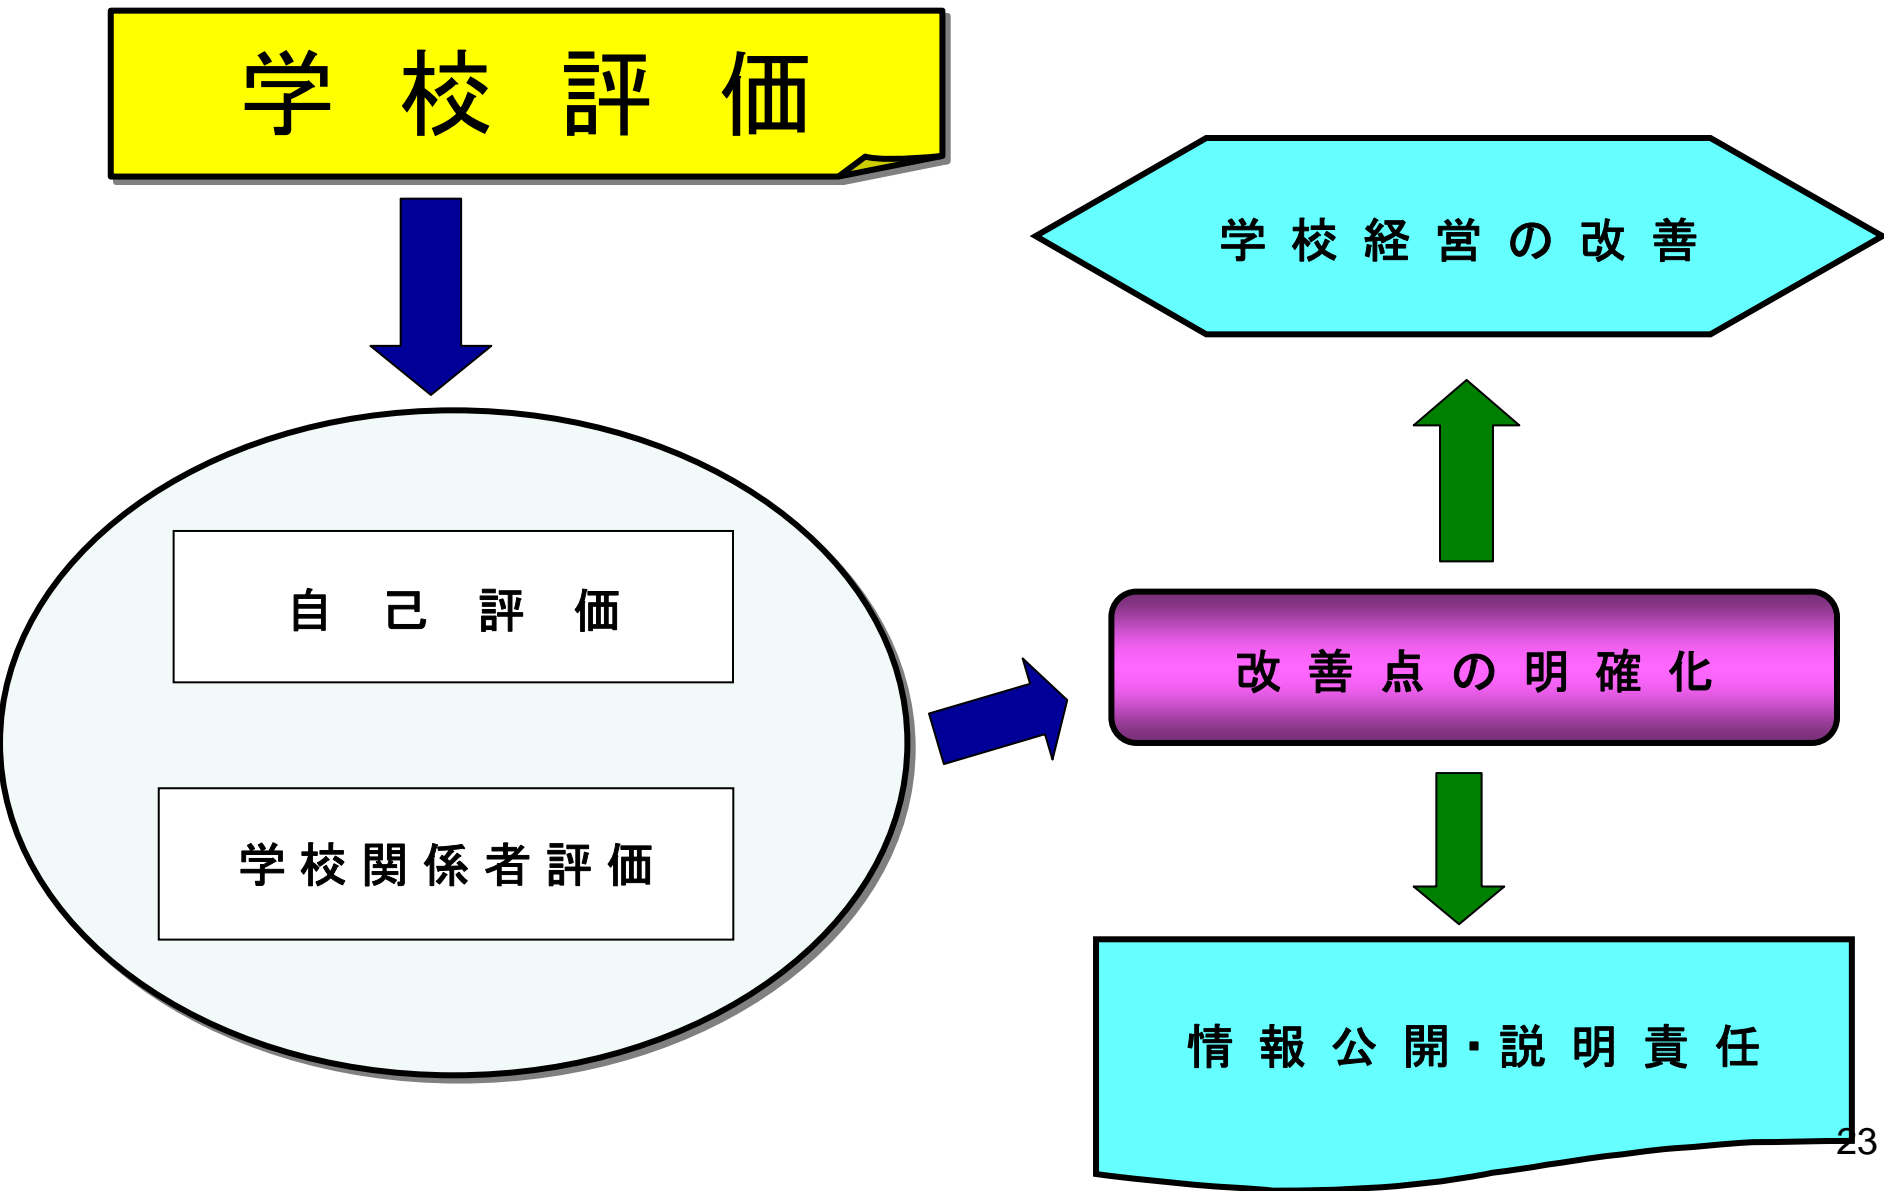 学校評価
自己評価
学校関係者評価
学校経営の改善
改善点の明確化
情報公開・説明責任
23